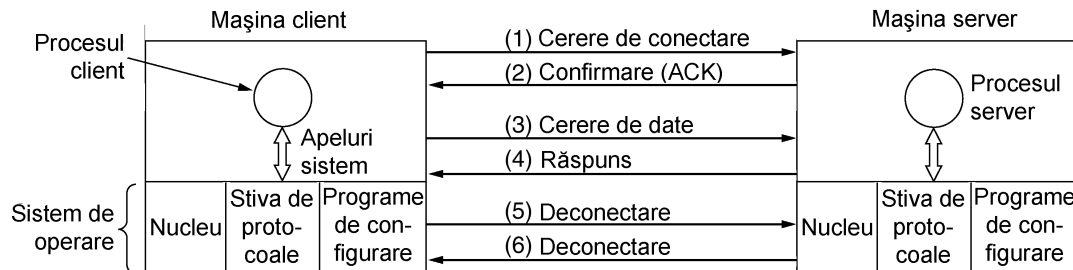 Maşina client
Maşina server
Procesul
client
(1) Cerere de conectare
(2) Confirmare (ACK)
Procesul
server
(3) Cerere de date
Apeluri
sistem
(4) Răspuns
Sistem de
operare
Nucleu
Stiva de
proto-
coale
Programe
de con-
figurare
(5) Deconectare
(6) Deconectare
Nucleu
Stiva de
proto-
coale
Programe
de con-
figurare